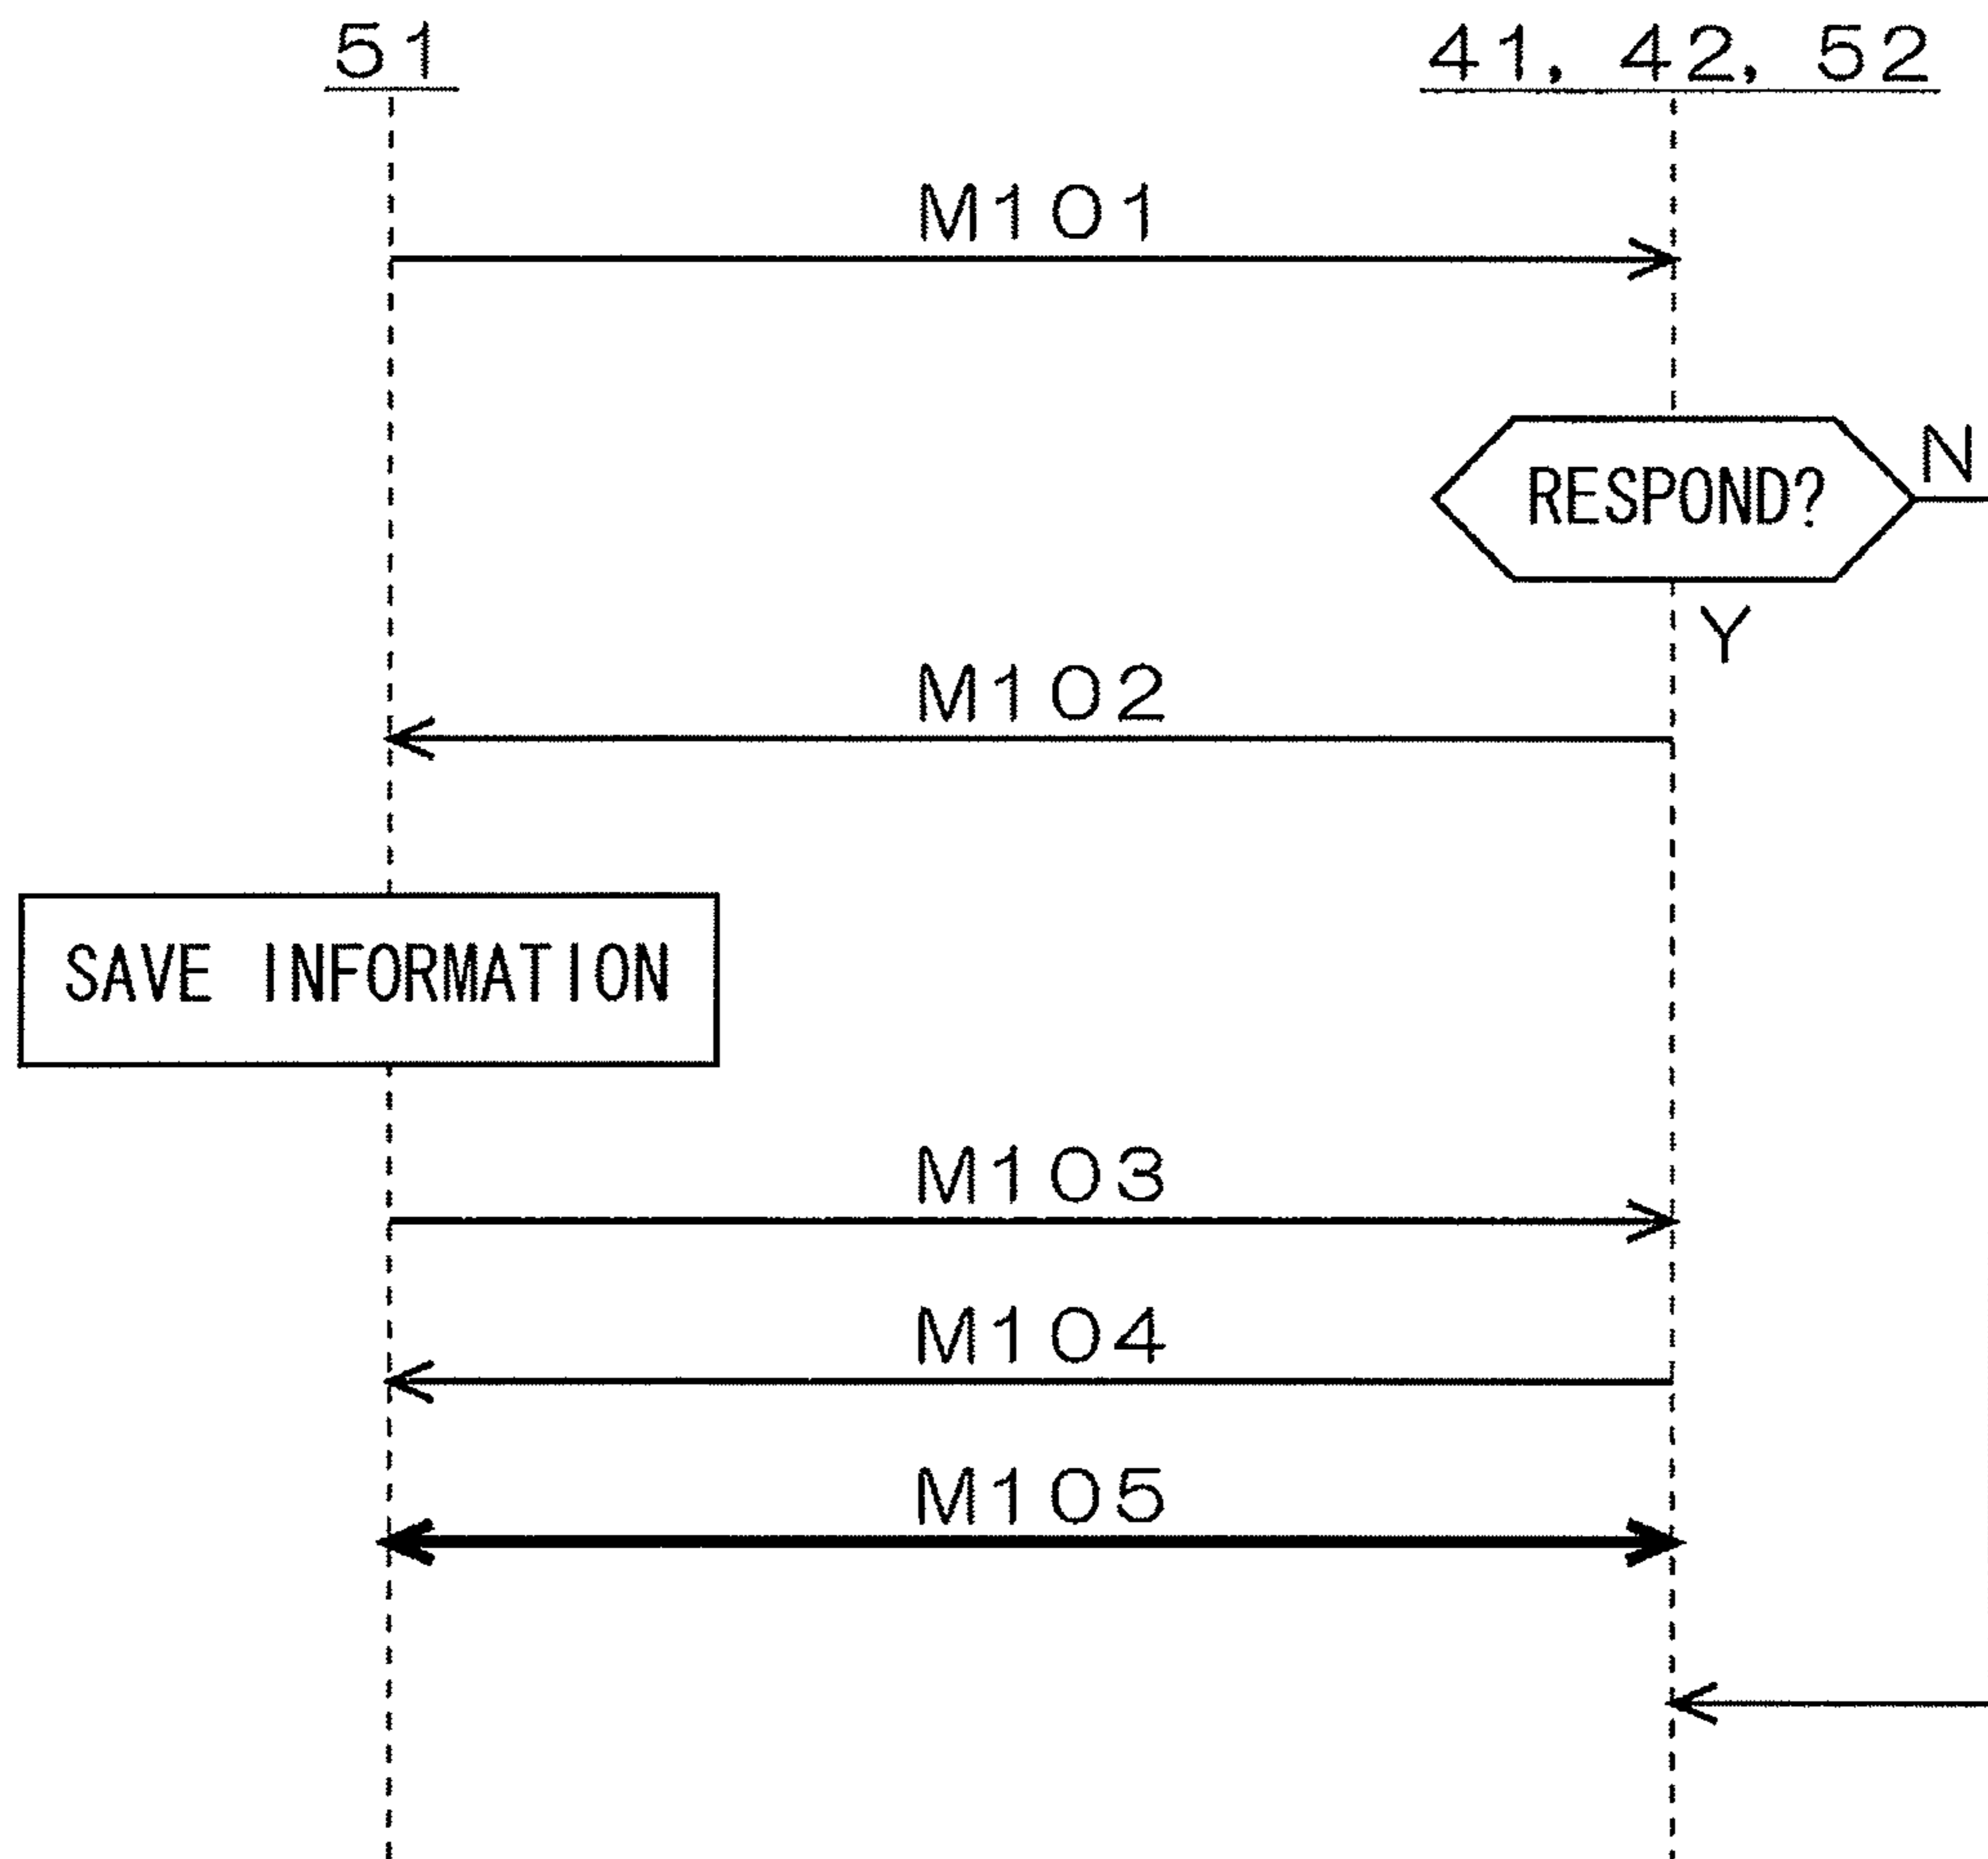 51
41, 42, 52
M101
RESPOND?
N
Y
M102
SAVE INFORMATION
M103
M104
M105